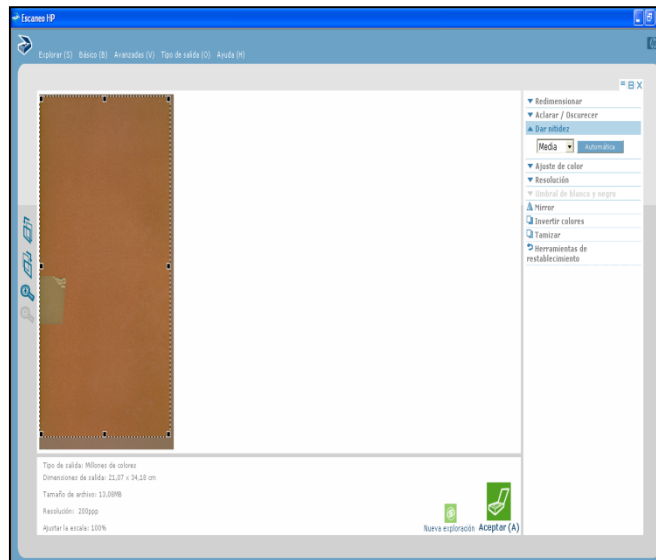 Escaneo HP
Explorar (S) Básico (B) Avanzadas (V) Tipo de salida (O) Ayuda (H)
Redimensionar
Aclarar / Oscurecer
Dar nitidez
Media
Automática
Ajuste de color
Resolución
Umbral de blanco y negro
Mirror
Invertir colores
Tamizar
Herramientas de
restablecimiento
Tipo de salida: Millones de colores
Dimensiones de salida: 21,07 x 34,18 cm
Tamaño de archivo: 13,08MB
Resolución: 200ppp
Ajustar la escala: 100%
Nueva exploración
Aceptar (A)